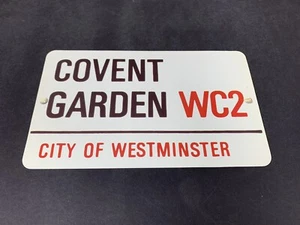 COVENT
GARDEN WC2
CITY OF WESTMINSTER